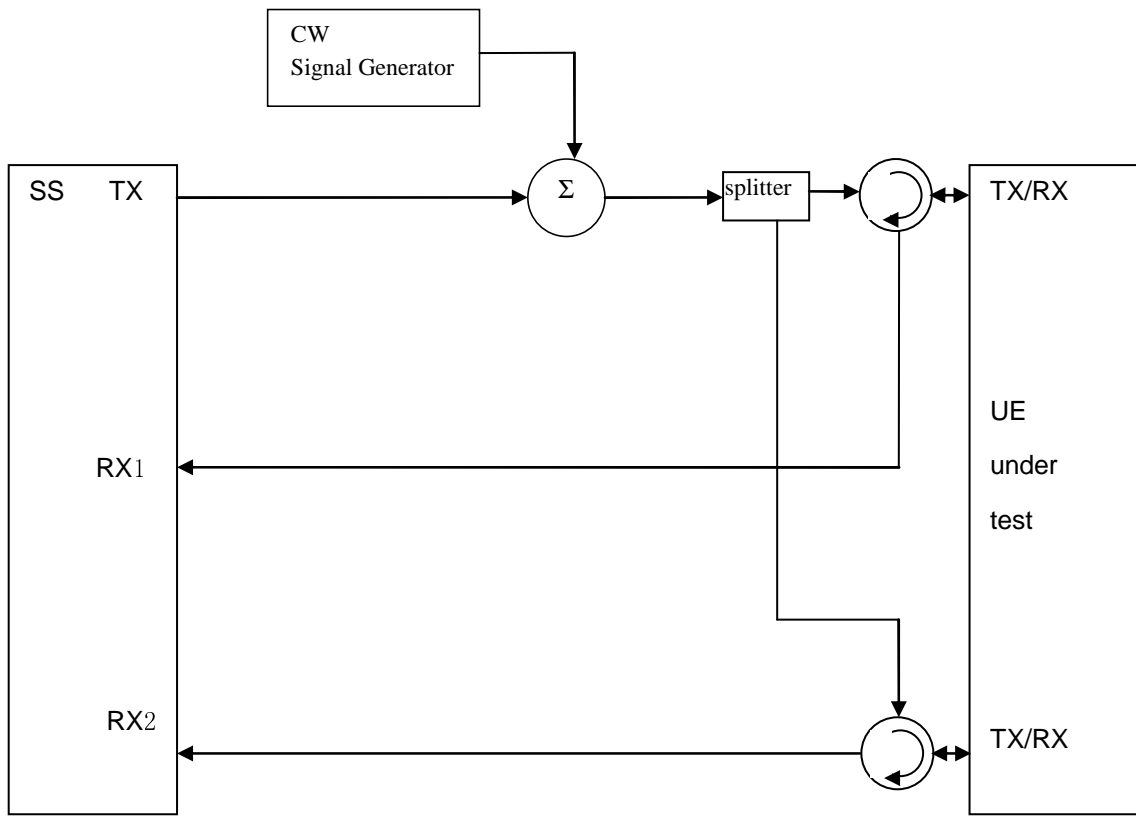 CW
Signal Generator
SS TX
Σ
splitter
TX/RX
RX1
UE
under
test
RX2
TX/RX